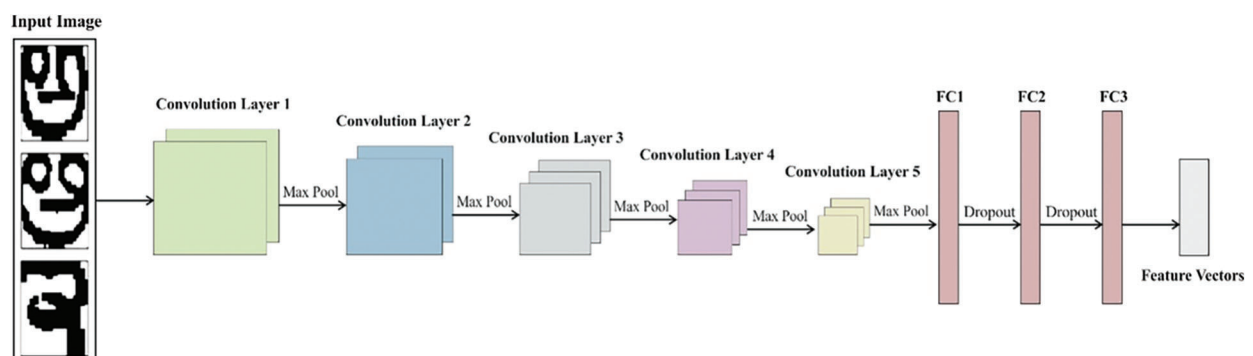 Input Image
Convolution Layer 1
Max Pool
Convolution Layer 2
Max Pool
Convolution Layer 3
Max Pool
Convolution Layer 4
Max Pool
Convolution Layer 5
Max Pool
FC1
Dropout
FC2
Dropout
FC3
Feature Vectors